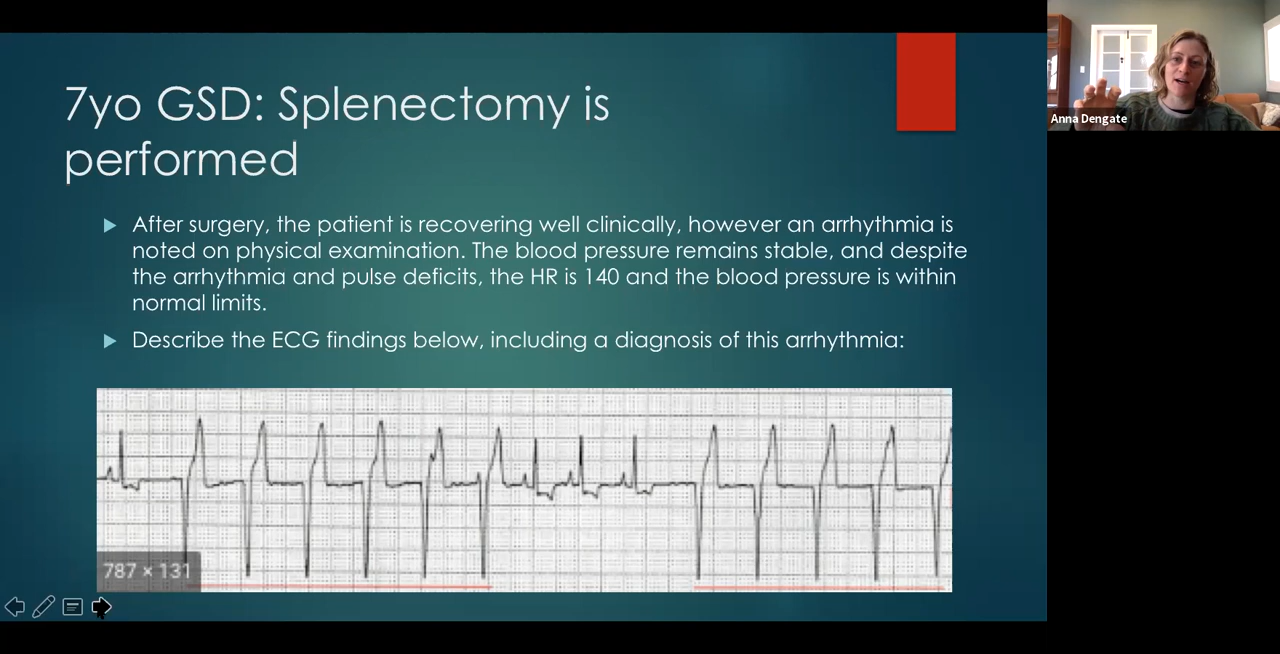 7yo GSD: Splenectomy is
performed
After surgery, the patient is recovering well clinically, however an arrhythmia is
noted on physical examination. The blood pressure remains stable, and despite
the arrhythmia and pulse deficits, the HR is 140 and the blood pressure is within
normal limits.
Describe the ECG findings below, including a diagnosis of this arrhythmia:
787 × 131
Anna Dengate